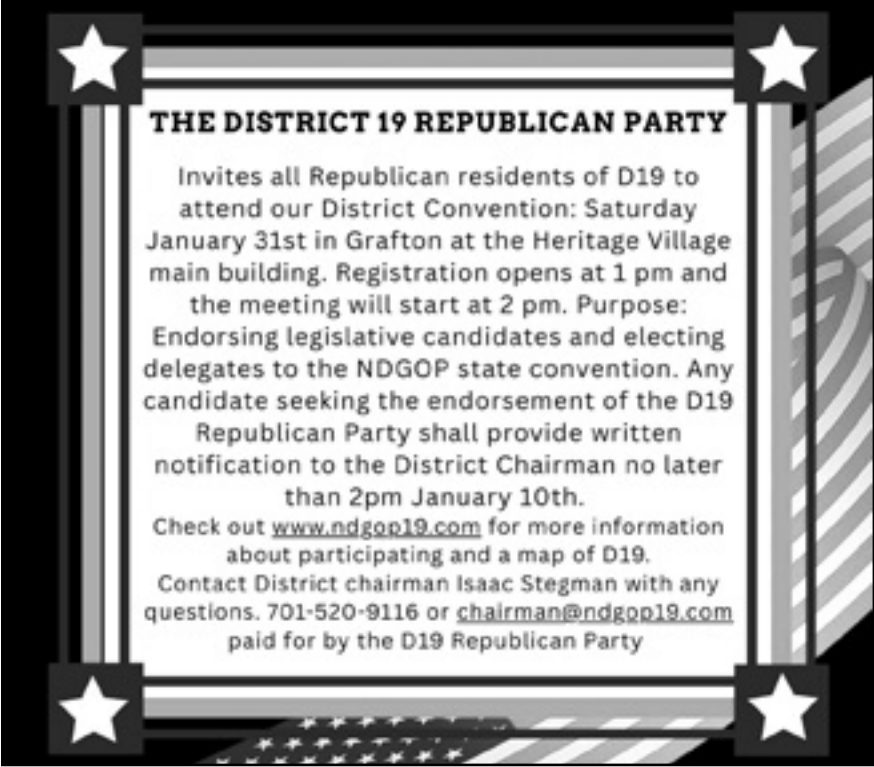 THE DISTRICT 19 REPUBLICAN PARTY
Invites all Republican residents of D19 to
attend our District Convention: Saturday
January 31st in Grafton at the Heritage Village
main building. Registration opens at 1 pm and
the meeting will start at 2 pm. Purpose:
Endorsing legislative candidates and electing
delegates to the NDGOP state convention. Any
candidate seeking the endorsement of the D19
Republican Party shall provide written
notification to the District Chairman no later
than 2pm January 10th.
Check out www.ndgop19.com for more information
about participating and a map of D19.
Contact District chairman Isaac Stegman with any
questions. 701-520-9116 or chairman@ndgop19.com
paid for by the D19 Republican Party